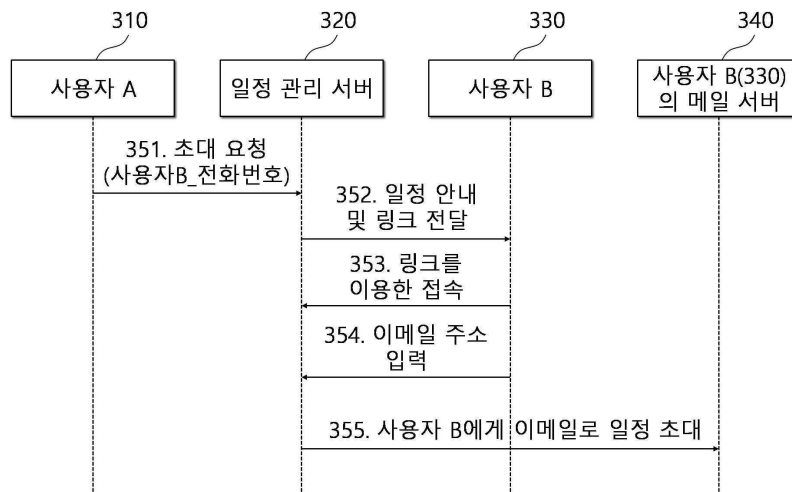 310
320
330
340
사용자 A
일정 관리 서버
사용자 B
사용자 B(330)
의 메일 서버
351. 초대 요청
(사용자B_전화번호)
352. 일정 안내
및 링크 전달
353. 링크를
이용한 접속
354. 이메일 주소
입력
355. 사용자 B에게 이메일로 일정 초대